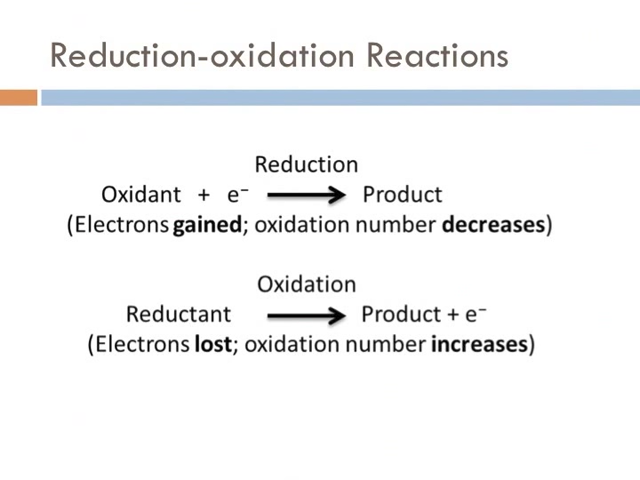 Reduction-oxidation Reactions
Reduction
Oxidant + e⁻ ⟶ Product
(Electrons gained; oxidation number decreases)
Oxidation
Reductant ⟶ Product + e⁻
(Electrons lost; oxidation number increases)